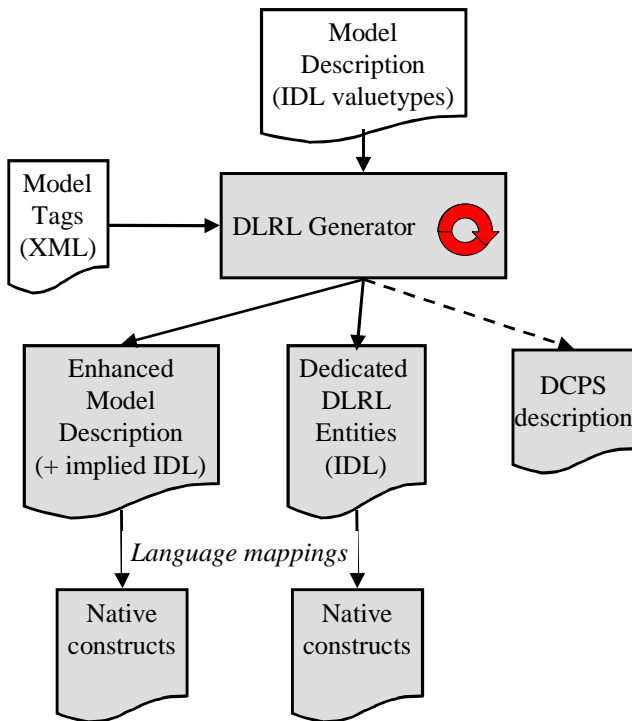 Model
Description
(IDL valuetypes)
Model
Tags
(XML)
DLRL Generator
Enhanced
Model
Description
(+ implied IDL)
Dedicated
DLRL
Entities
(IDL)
DCPS
description
Language mappings
Native
constructs
Native
constructs